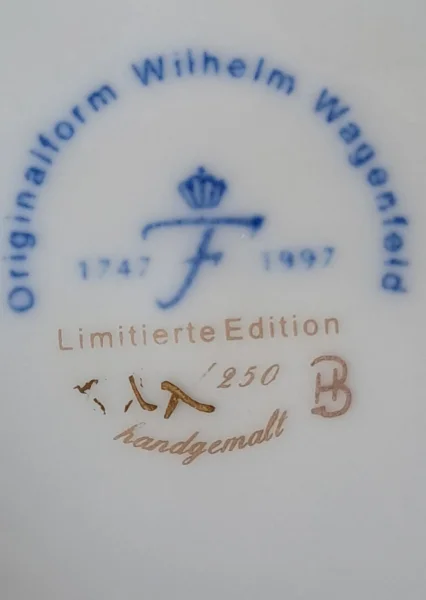 Originalform Wilhelm Wagenfeld
F
1747 1997
Limitierte Edition
/250
handgemalt